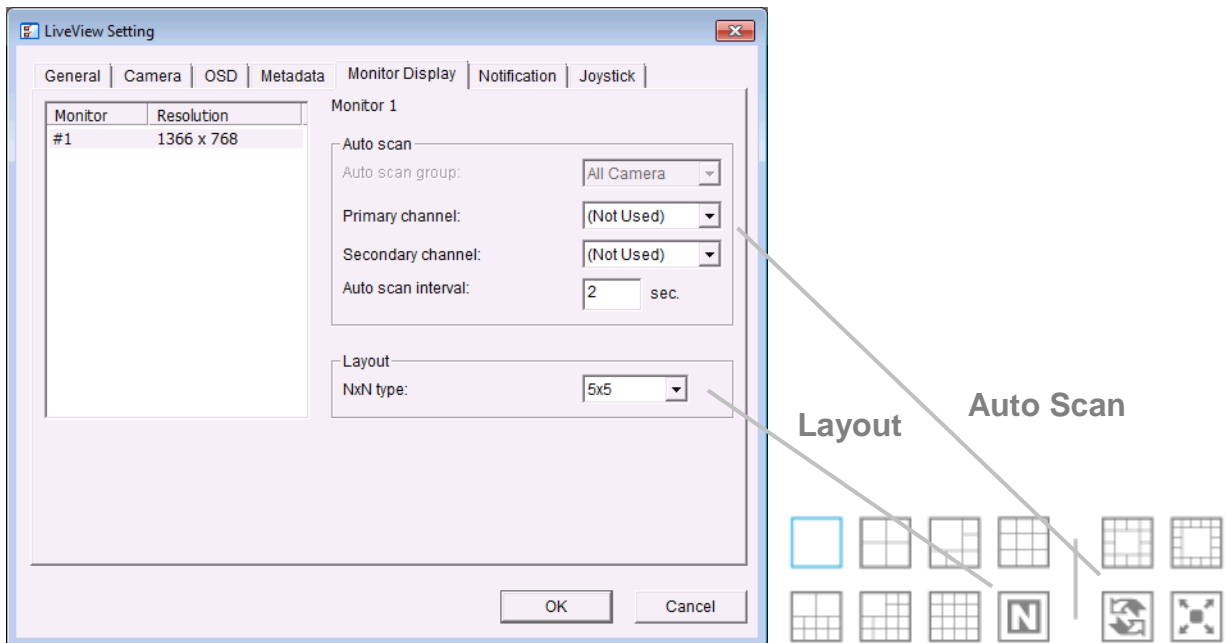 LiveView Setting
General Camera OSD Metadata Monitor Display Notification Joystick
Monitor Resolution
#1 1366 x 768
Monitor 1
Auto scan
Auto scan group: All Camera
Primary channel: (Not Used)
Secondary channel: (Not Used)
Auto scan interval: 2 sec.
Layout
NxN type: 5x5
OK Cancel
Layout
Auto Scan
N